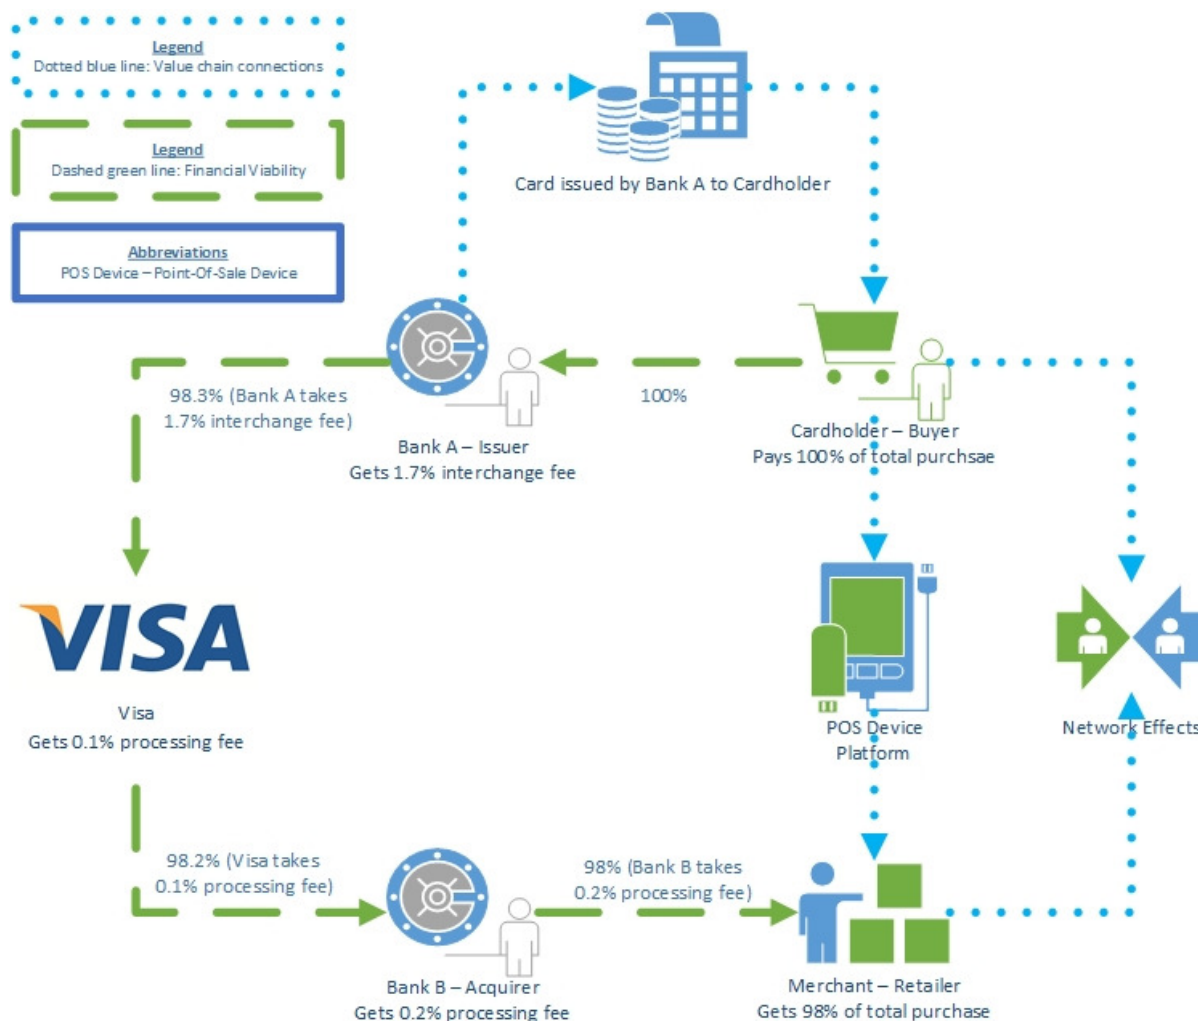 Legend
Dotted blue line: Value chain connections
Legend
Dashed green line: Financial Viability
Abbreviations
POS Device – Point-Of-Sale Device
Card issued by Bank A to Cardholder
98.3% (Bank A takes
1.7% interchange fee)
100%
Bank A – Issuer
Gets 1.7% interchange fee
Cardholder – Buyer
Pays 100% of total purchsae
VISA
Visa
Gets 0.1% processing fee
POS Device
Platform
Network Effects
98.2% (Visa takes
0.1% processing fee)
98% (Bank B takes
0.2% processing fee)
Bank B – Acquirer
Gets 0.2% processing fee
Merchant – Retailer
Gets 98% of total purchase